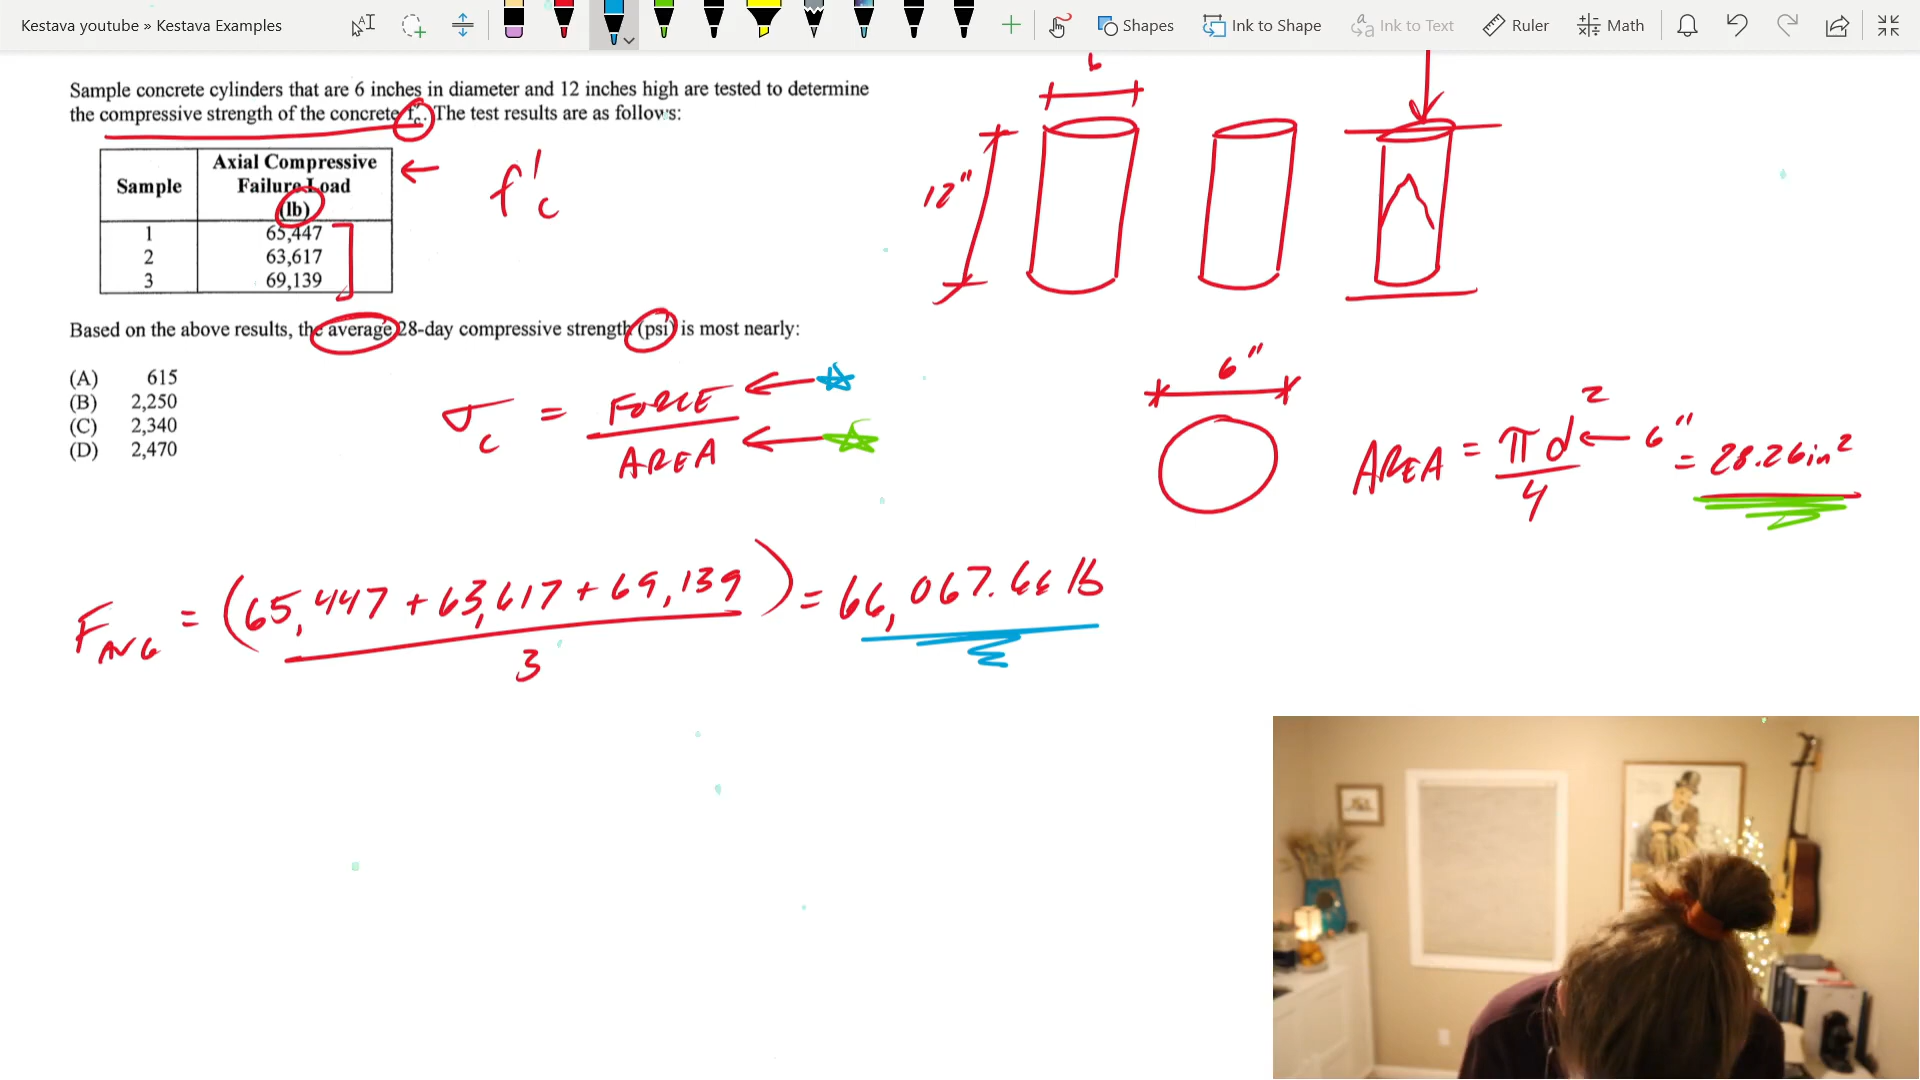 Kestava youtube » Kestava Examples
Shapes
Ink to Shape
Ink to Text
Ruler
Math
Sample concrete cylinders that are 6 inches in diameter and 12 inches high are tested to determine
the compressive strength of the concrete f'c. The test results are as follows:
Sample
Axial Compressive
Failure Load
(lb)
1 65,447
2 63,617
3 69,139
f'c
6
12"
Based on the above results, the average 28-day compressive strength (psi) is most nearly:
(A) 615
(B) 2,250
(C) 2,340
(D) 2,470
σc = FORCE
AREA
6"
AREA = πd² ← 6" = 28.26in²
4
FAVG = (65,447 + 63,617 + 69,139) = 66,067.66 lb
3